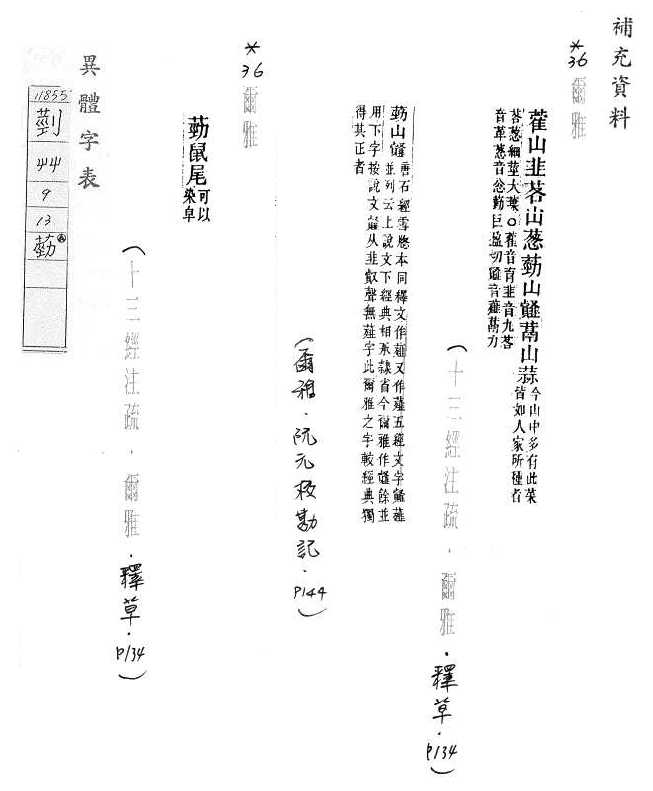 補充資料
*36 爾雅
藿山韭茖山葱葝山䪥蒚山蒜 今山中多有此菜
皆如人家所種者
茖葱細莖大葉○藿音育韭音九茖
音革葱音怱葝巨盈切䪥音薤蒚力
(十三經注疏.爾雅.釋草.P134)
葝山䪥 唐石經雪牕本同釋文作䪥又作薤五經文字䪥薤
並列云上說文下經典相承隸省今爾雅作䪥餘並
用下字按說文䪥从韭叡聲無薤字此爾雅之字較經典獨
得其正者
(爾雅.阮元校勘記.P144)
*36 爾雅
葝鼠尾 可以
染皁
(十三經注疏.爾雅.釋草.P134)
異體字表
11855
44
9
13
葝